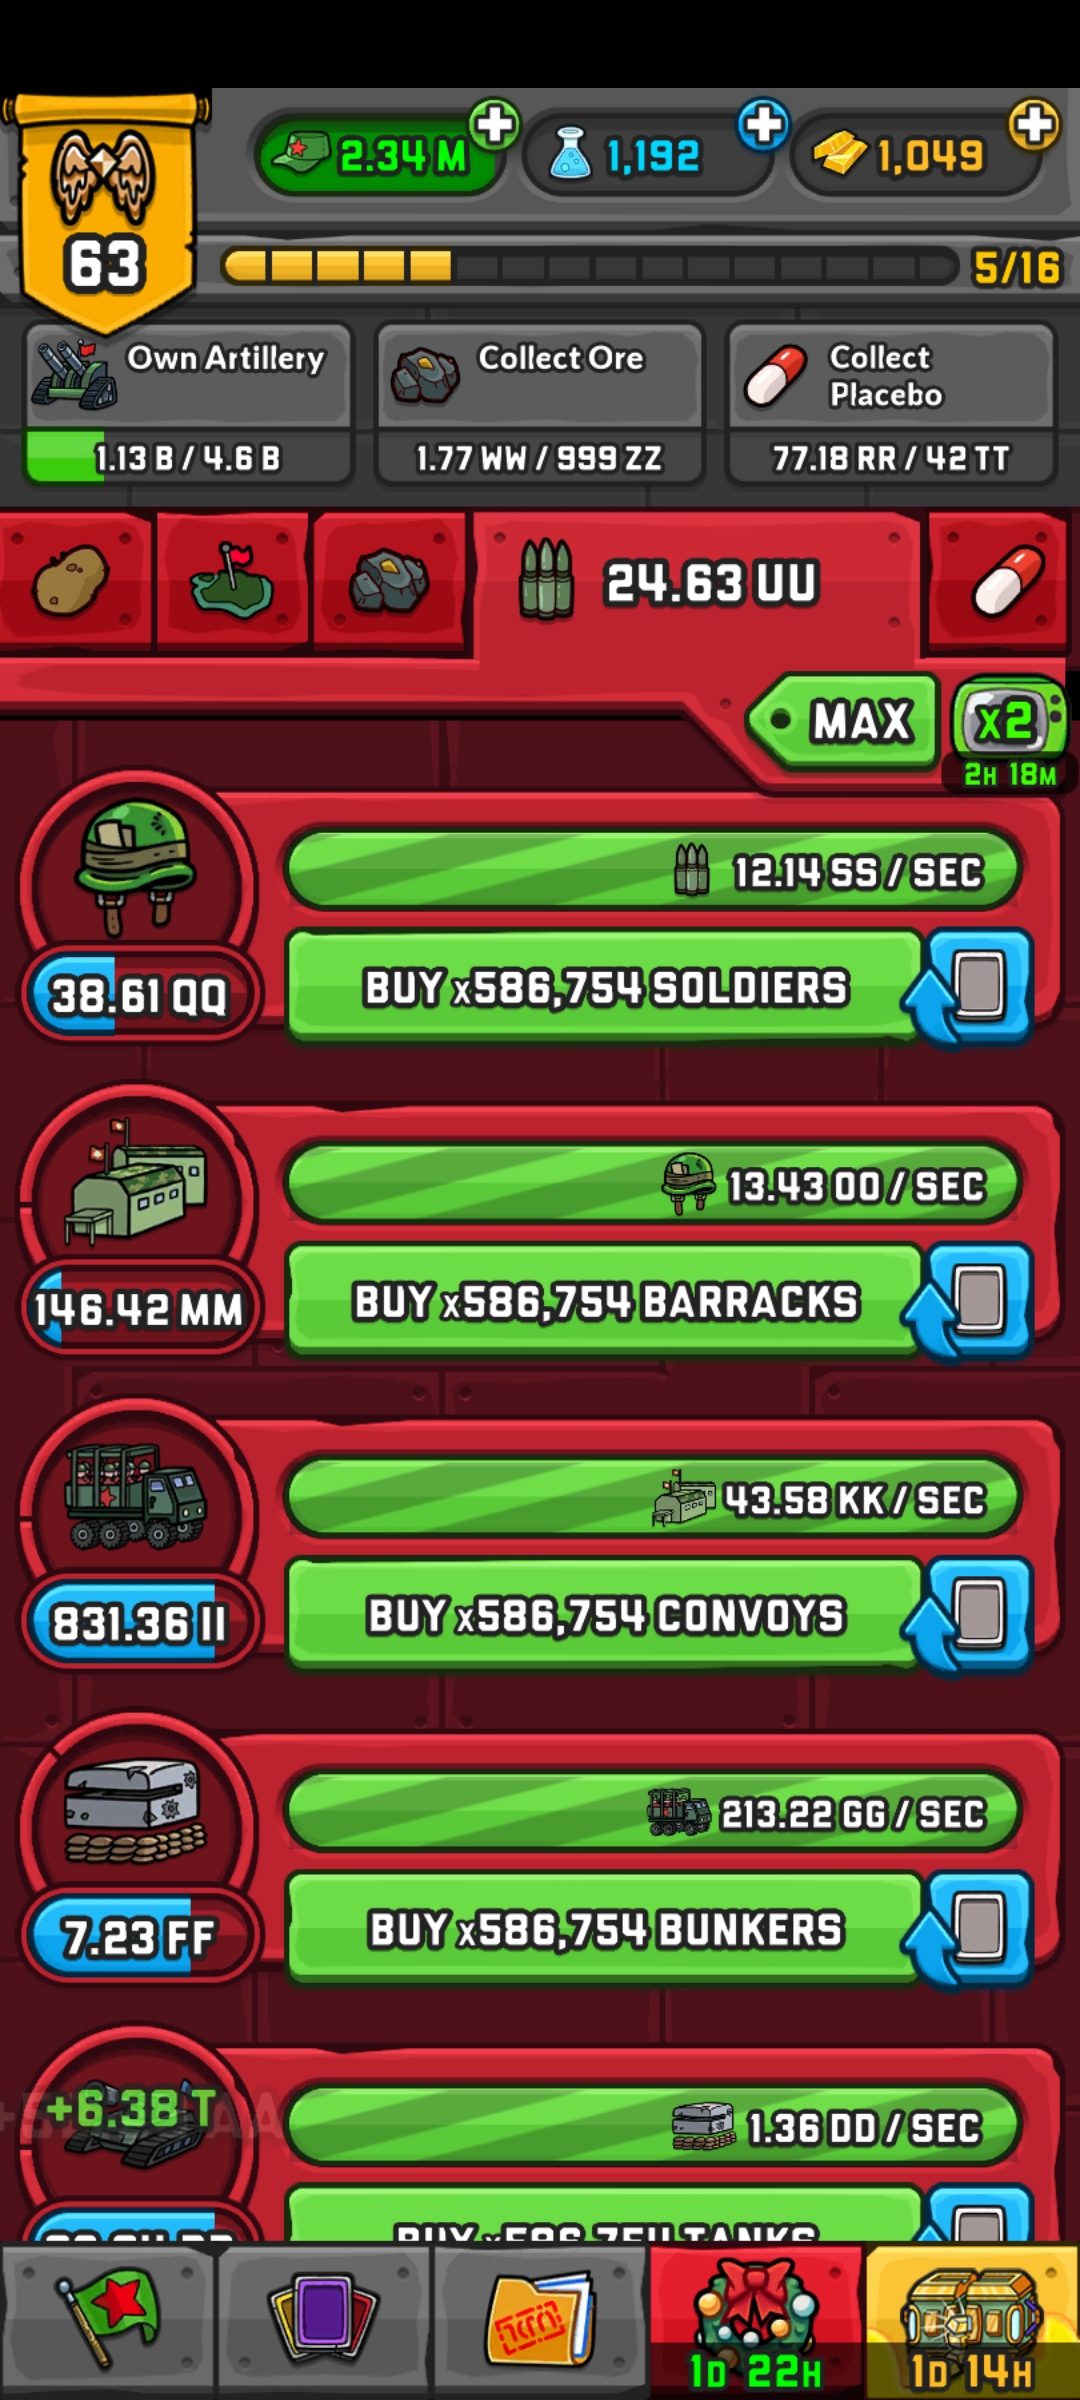 2.34 M
1,192
1,049
63
5/16
Own Artillery
1.13 B / 4.6 B
Collect Ore
1.77 WW / 999 ZZ
Collect
Placebo
77.18 RR / 42 TT
24.63 UU
MAX
X2
2H 18M
12.14 SS / SEC
38.61 QQ
BUY x586,754 SOLDIERS
13.43 OO / SEC
146.42 MM
BUY x586,754 BARRACKS
43.58 KK / SEC
831.36 II
BUY x586,754 CONVOYS
213.22 GG / SEC
7.23 FF
BUY x586,754 BUNKERS
+6.38 T
1.36 DD / SEC
BUY x586,754 TANKS
1D 22H
1D 14H